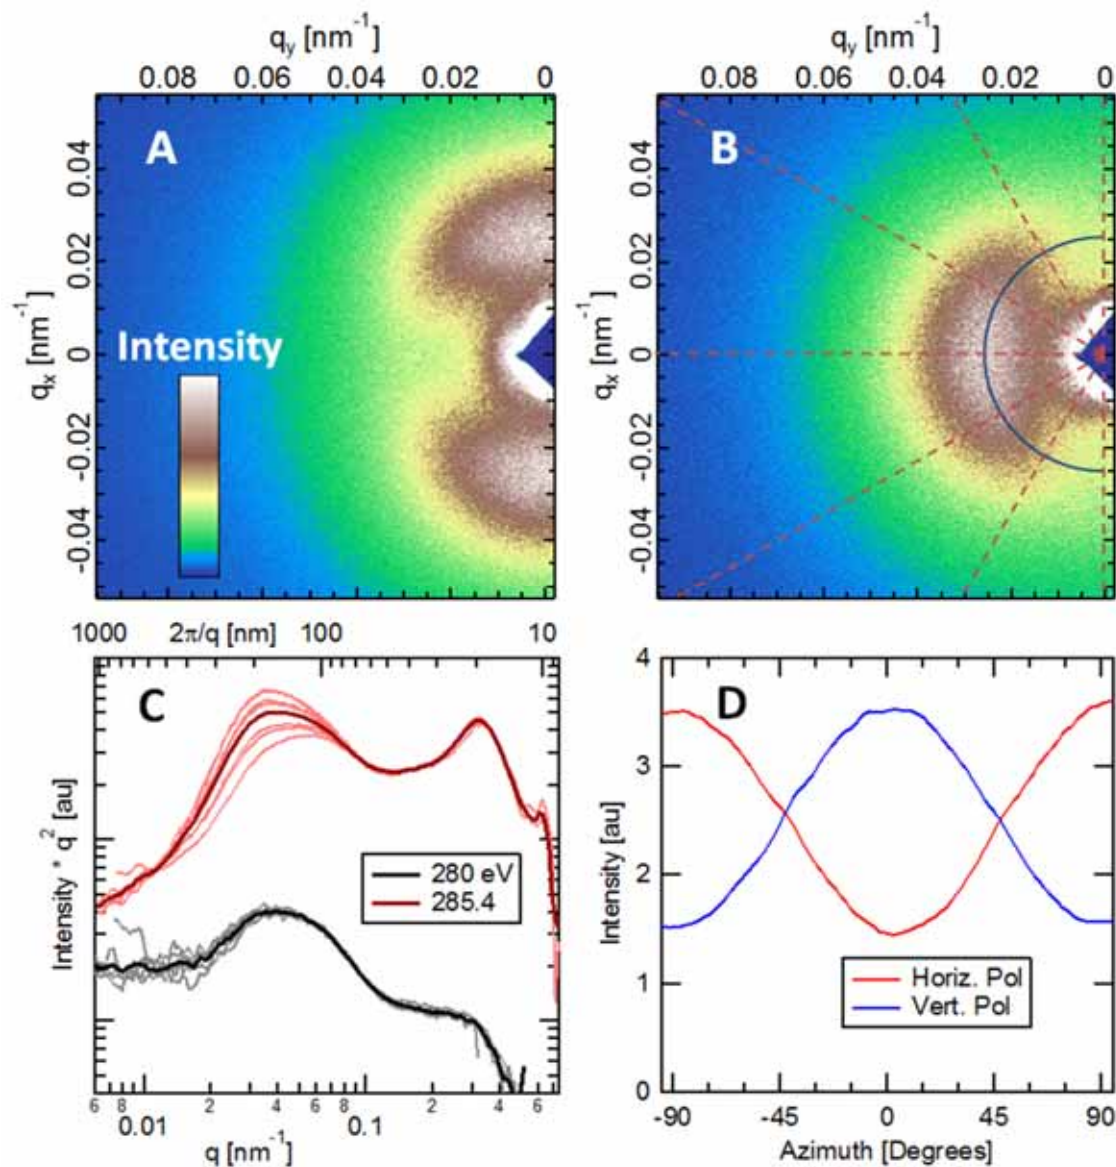 q_y [nm⁻¹]
0.08 0.06 0.04 0.02 0
A
q_x [nm⁻¹]
0.04
0.02
0
-0.02
-0.04
Intensity
q_y [nm⁻¹]
0.08 0.06 0.04 0.02 0
B
q_x [nm⁻¹]
0.04
0.02
0
-0.02
-0.04
1000 2π/q [nm] 100 10
C
Intensity * q² [au]
280 eV
285.4
6 8 2 4 6 8 2 4 6
0.01 0.1
q [nm⁻¹]
D
Intensity [au]
4
3
2
1
0
Horiz. Pol
Vert. Pol
-90 -45 0 45 90
Azimuth [Degrees]